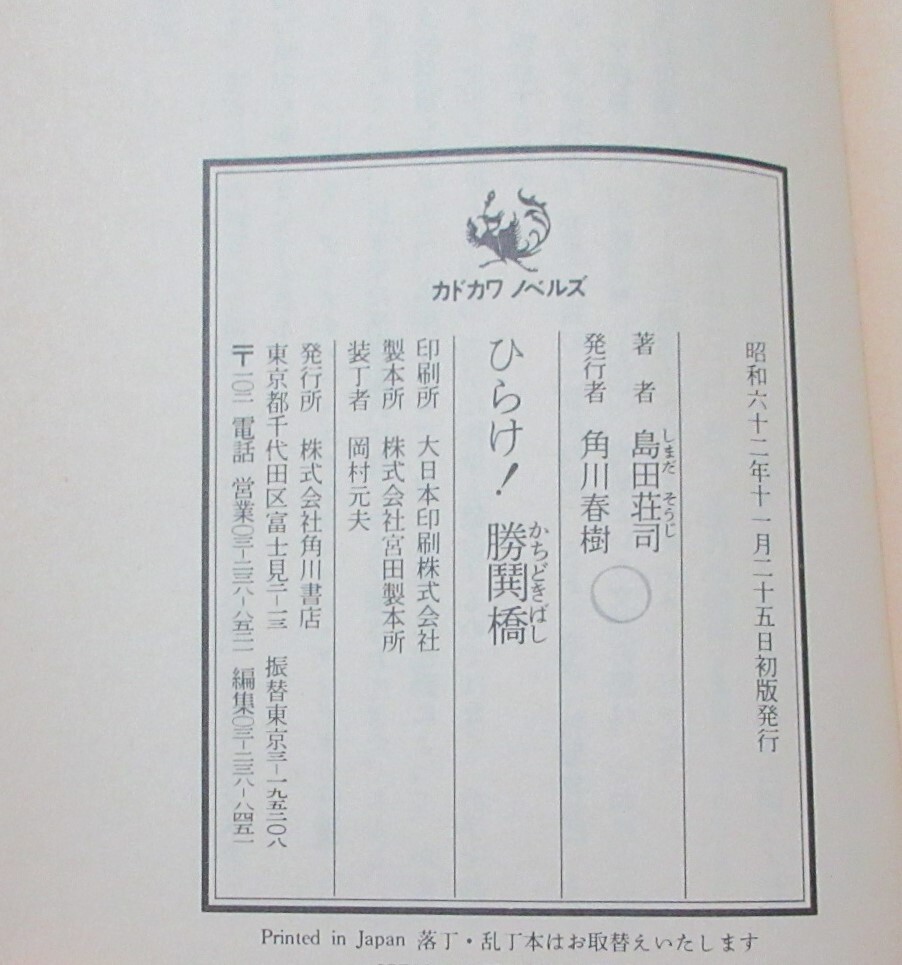 カドカワ ノベルズ
昭和六十二年十一月二十五日初版発行
著 者 島田荘司
しまだ そうじ
発行者 角川春樹
ひらけ! 勝鬨橋
かちどきばし
印刷所 大日本印刷株式会社
製本所 株式会社宮田製本所
装丁者 岡村元夫
発行所 株式会社角川書店
東京都千代田区富士見二–一三 振替東京三–一九五二〇八
〒一〇二 電話 営業〇三–二三八–八五二一 編集〇三–二三八–八四五一
Printed in Japan 落丁・乱丁本はお取替えいたします